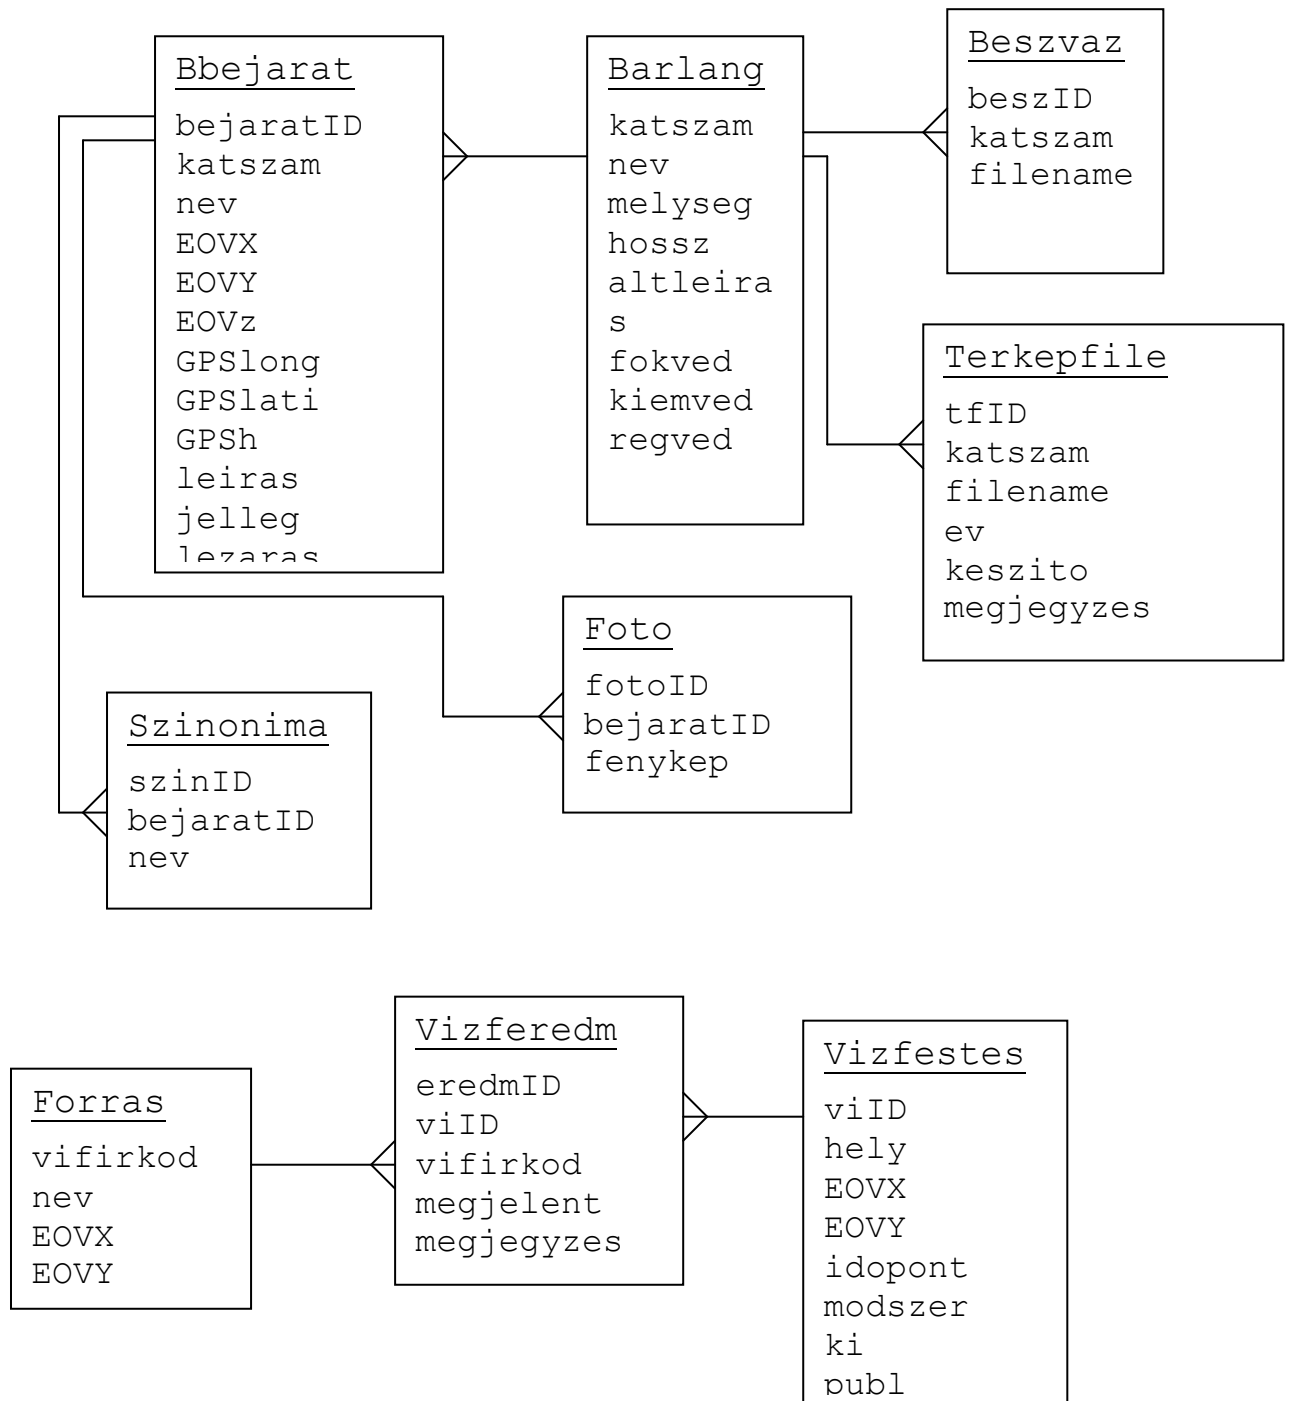 Bbejarat
bejaratID
katszam
nev
EOVX
EOVY
EOVz
GPSlong
GPSlati
GPSh
leiras
jelleg
lezaras
Barlang
katszam
nev
melyseg
hossz
altleira
s
fokved
kiemved
regved
Beszvaz
beszID
katszam
filename
Terkepfile
tfID
katszam
filename
ev
keszito
megjegyzes
Foto
fotoID
bejaratID
fenykep
Szinonima
szinID
bejaratID
nev
Forras
vifirkod
nev
EOVX
EOVY
Vizferedm
eredmID
viID
vifirkod
megjelent
megjegyzes
Vizfestes
viID
hely
EOVX
EOVY
idopont
modszer
ki
publ